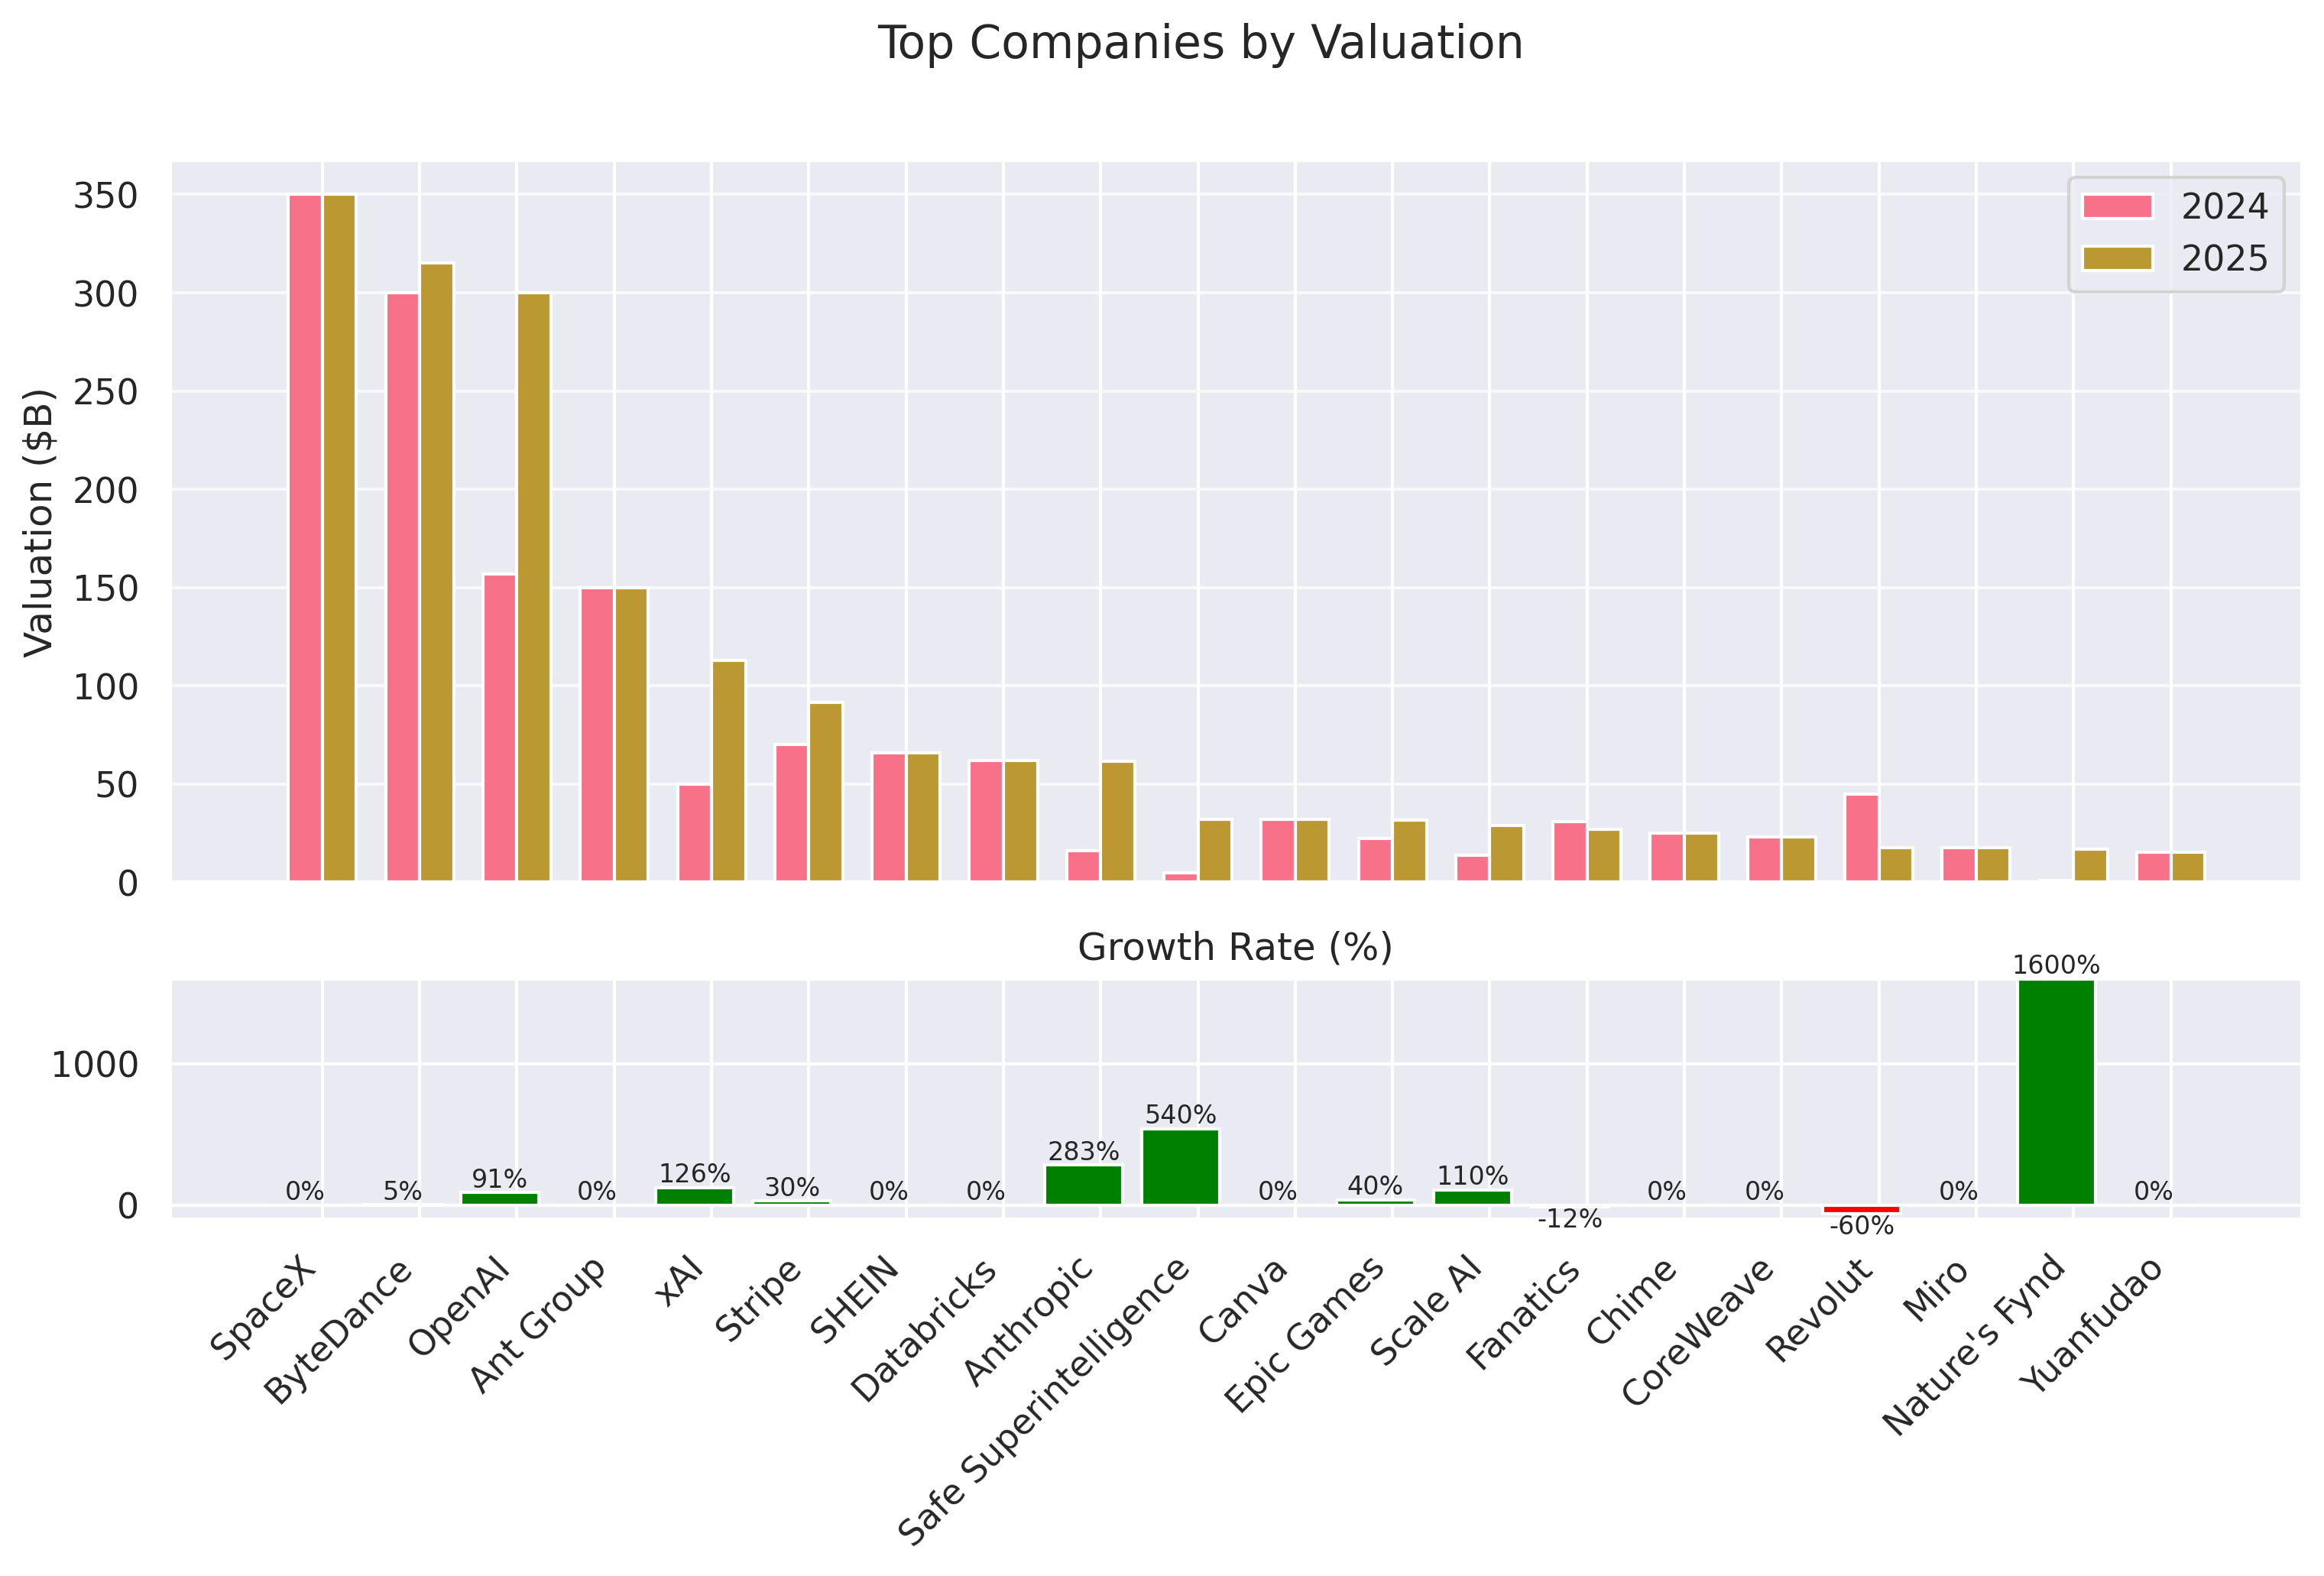 Top Companies by Valuation
350
300
250
200
150
100
50
0
Valuation ($B)
2024
2025
Growth Rate (%)
1000
0
0%
5%
91%
0%
126%
30%
0%
0%
283%
540%
0%
40%
110%
-12%
0%
0%
-60%
0%
1600%
0%
SpaceX
ByteDance
OpenAI
Ant Group
xAI
Stripe
SHEIN
Databricks
Anthropic
Safe Superintelligence
Canva
Epic Games
Scale AI
Fanatics
Chime
CoreWeave
Revolut
Miro
Nature's Fynd
Yuanfudao